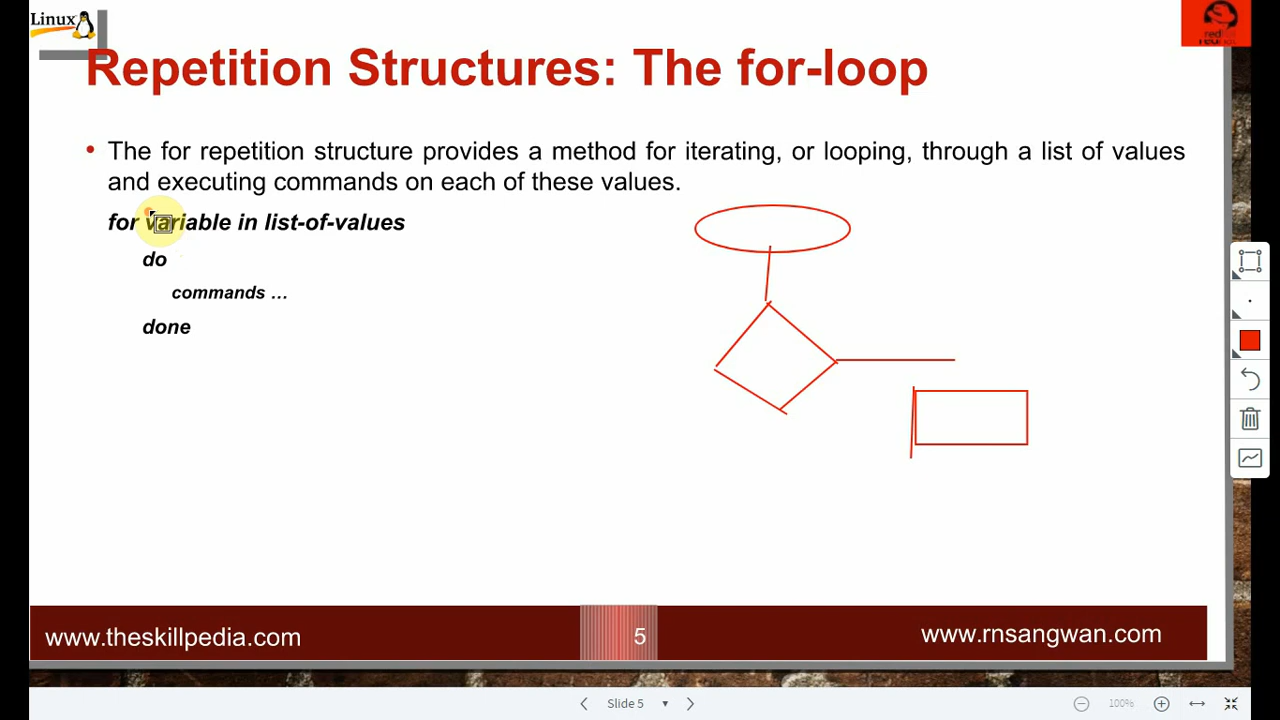 Linux
Repetition Structures: The for-loop
• The for repetition structure provides a method for iterating, or looping, through a list of values
and executing commands on each of these values.
for variable in list-of-values
do
commands …
done
www.theskillpedia.com
5
www.rnsangwan.com
Slide 5
100%